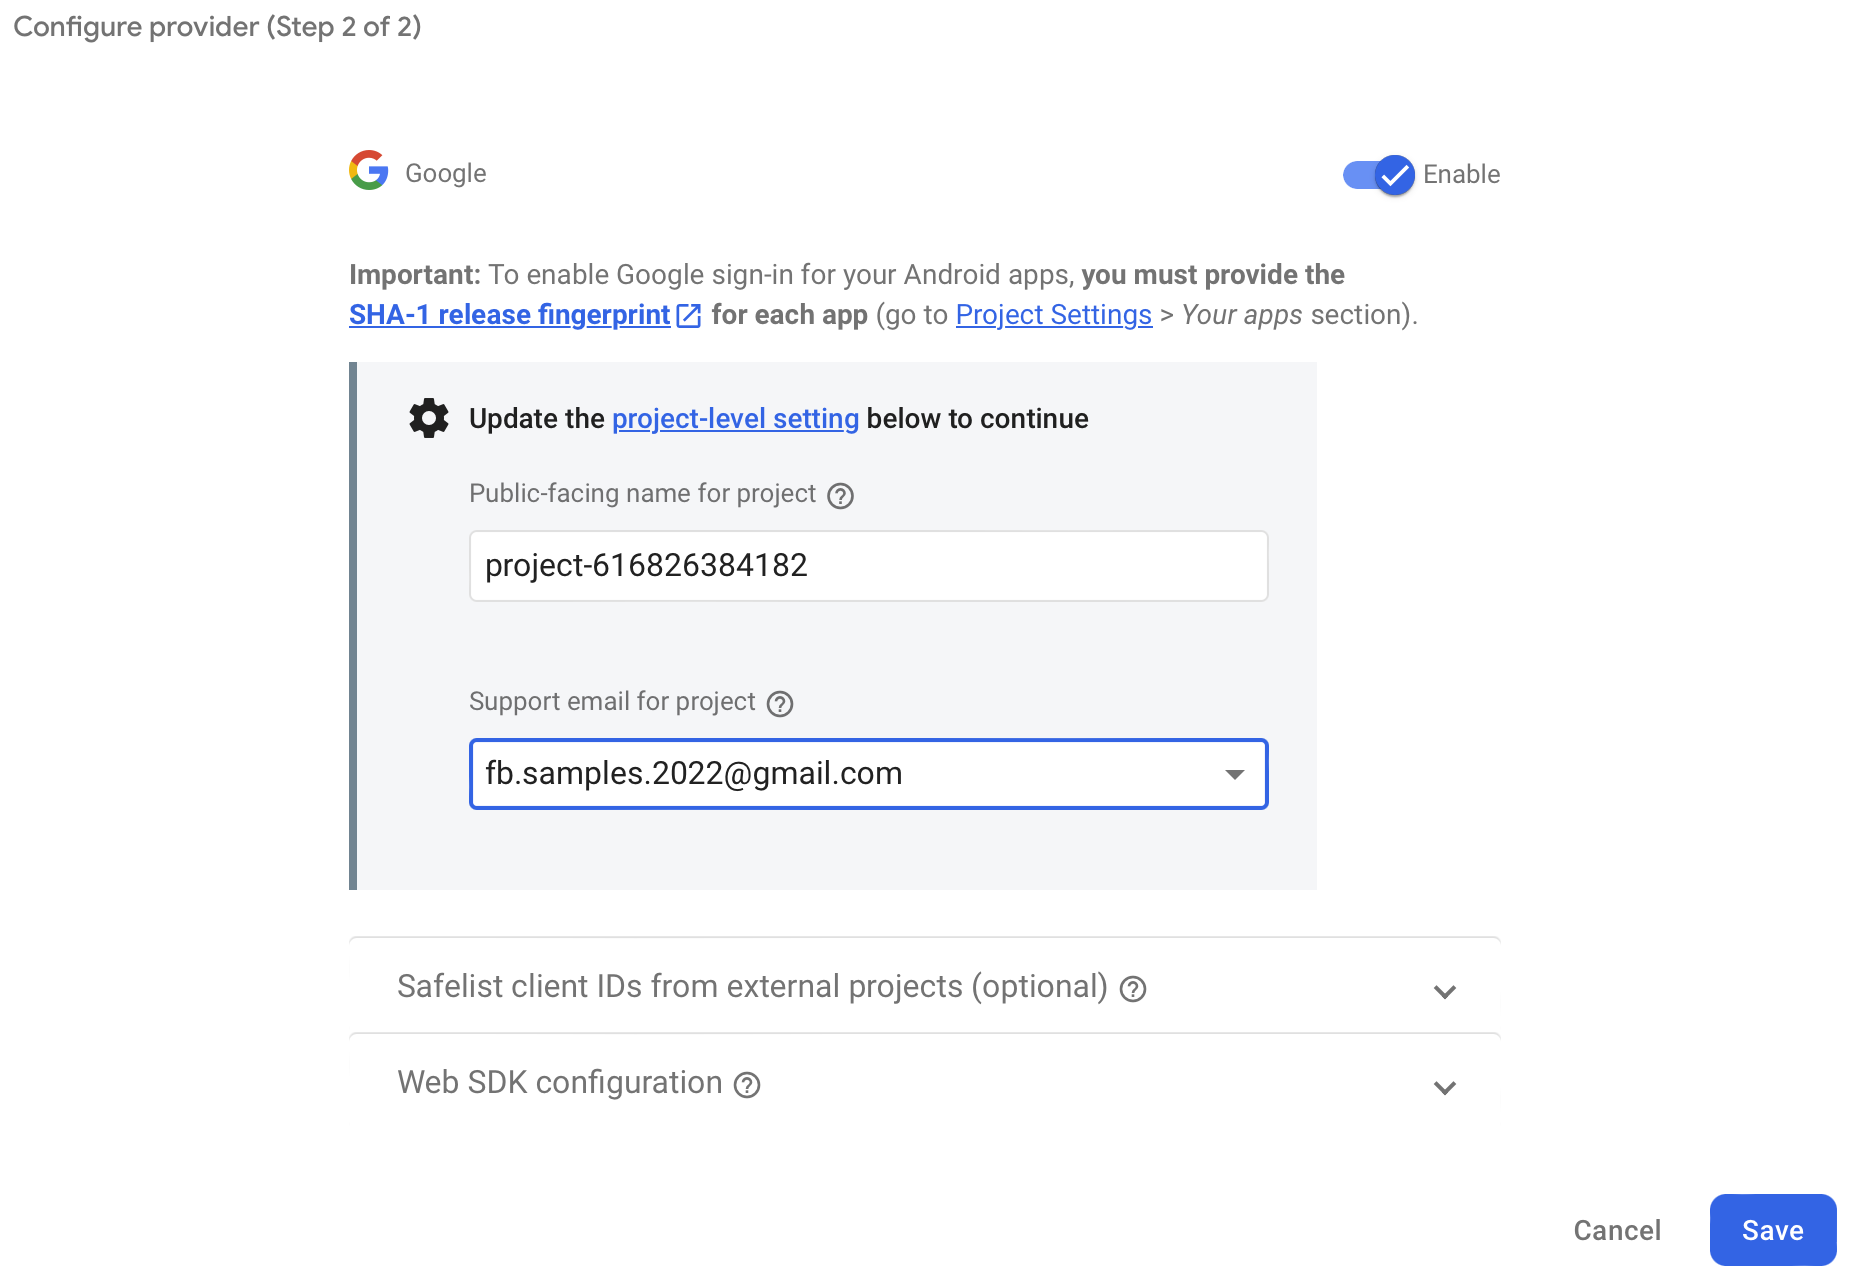 Configure provider (Step 2 of 2)
Google
Enable
Important: To enable Google sign-in for your Android apps, you must provide the
SHA-1 release fingerprint for each app (go to Project Settings > Your apps section).
Update the project-level setting below to continue
Public-facing name for project
project-616826384182
Support email for project
fb.samples.2022@gmail.com
Safelist client IDs from external projects (optional)
Web SDK configuration
Cancel
Save